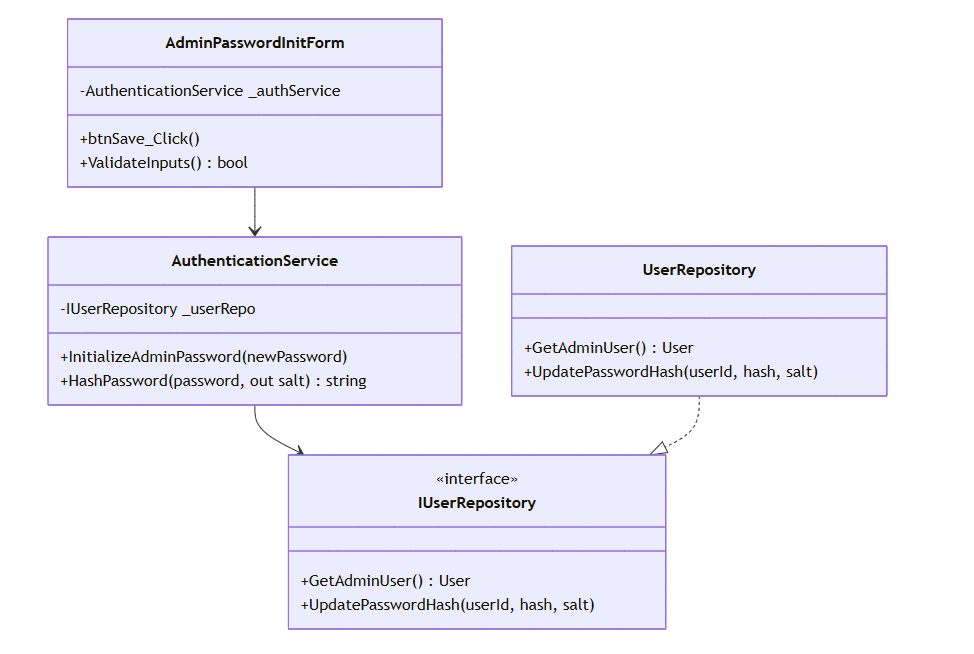 AdminPasswordInitForm
-AuthenticationService _authService
+btnSave_Click()
+ValidateInputs() : bool
AuthenticationService
-IUserRepository _userRepo
+InitializeAdminPassword(newPassword)
+HashPassword(password, out salt) : string
UserRepository
+GetAdminUser() : User
+UpdatePasswordHash(userId, hash, salt)
«interface»
IUserRepository
+GetAdminUser() : User
+UpdatePasswordHash(userId, hash, salt)